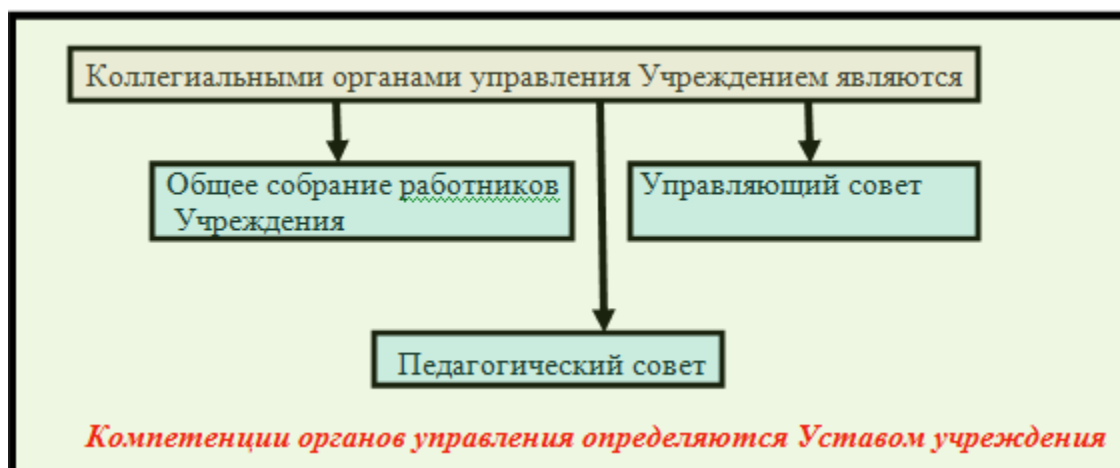 Коллегиальными органами управления Учреждением являются
Общее собрание работников
Учреждения
Управляющий совет
Педагогический совет
Компетенции органов управления определяются Уставом учреждения